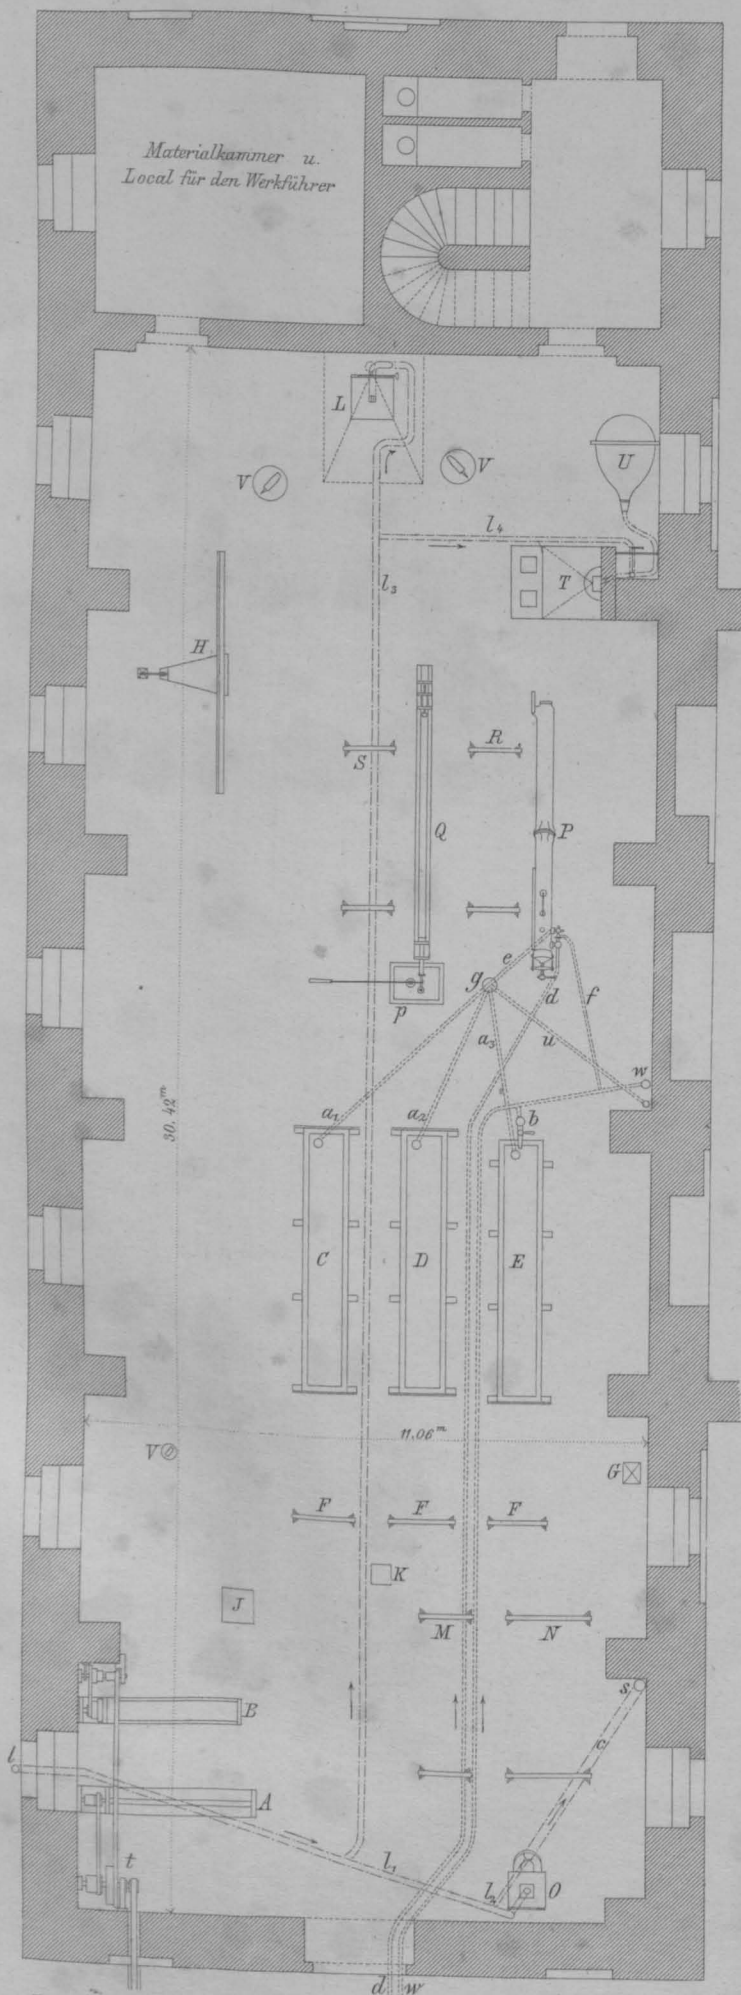 Materialkammer u.
Local für den Werkführer
L
V
V
U
l₄
T
l₃
H
S
R
Q
P
e
g
d
f
p
a₃
u
w
a₁
a₂
b
30,42ᵐ
C
D
E
11,06ᵐ
V
G
F
F
F
K
J
M
N
s
B
c
l
A
t
l₁
l₂
O
d
w